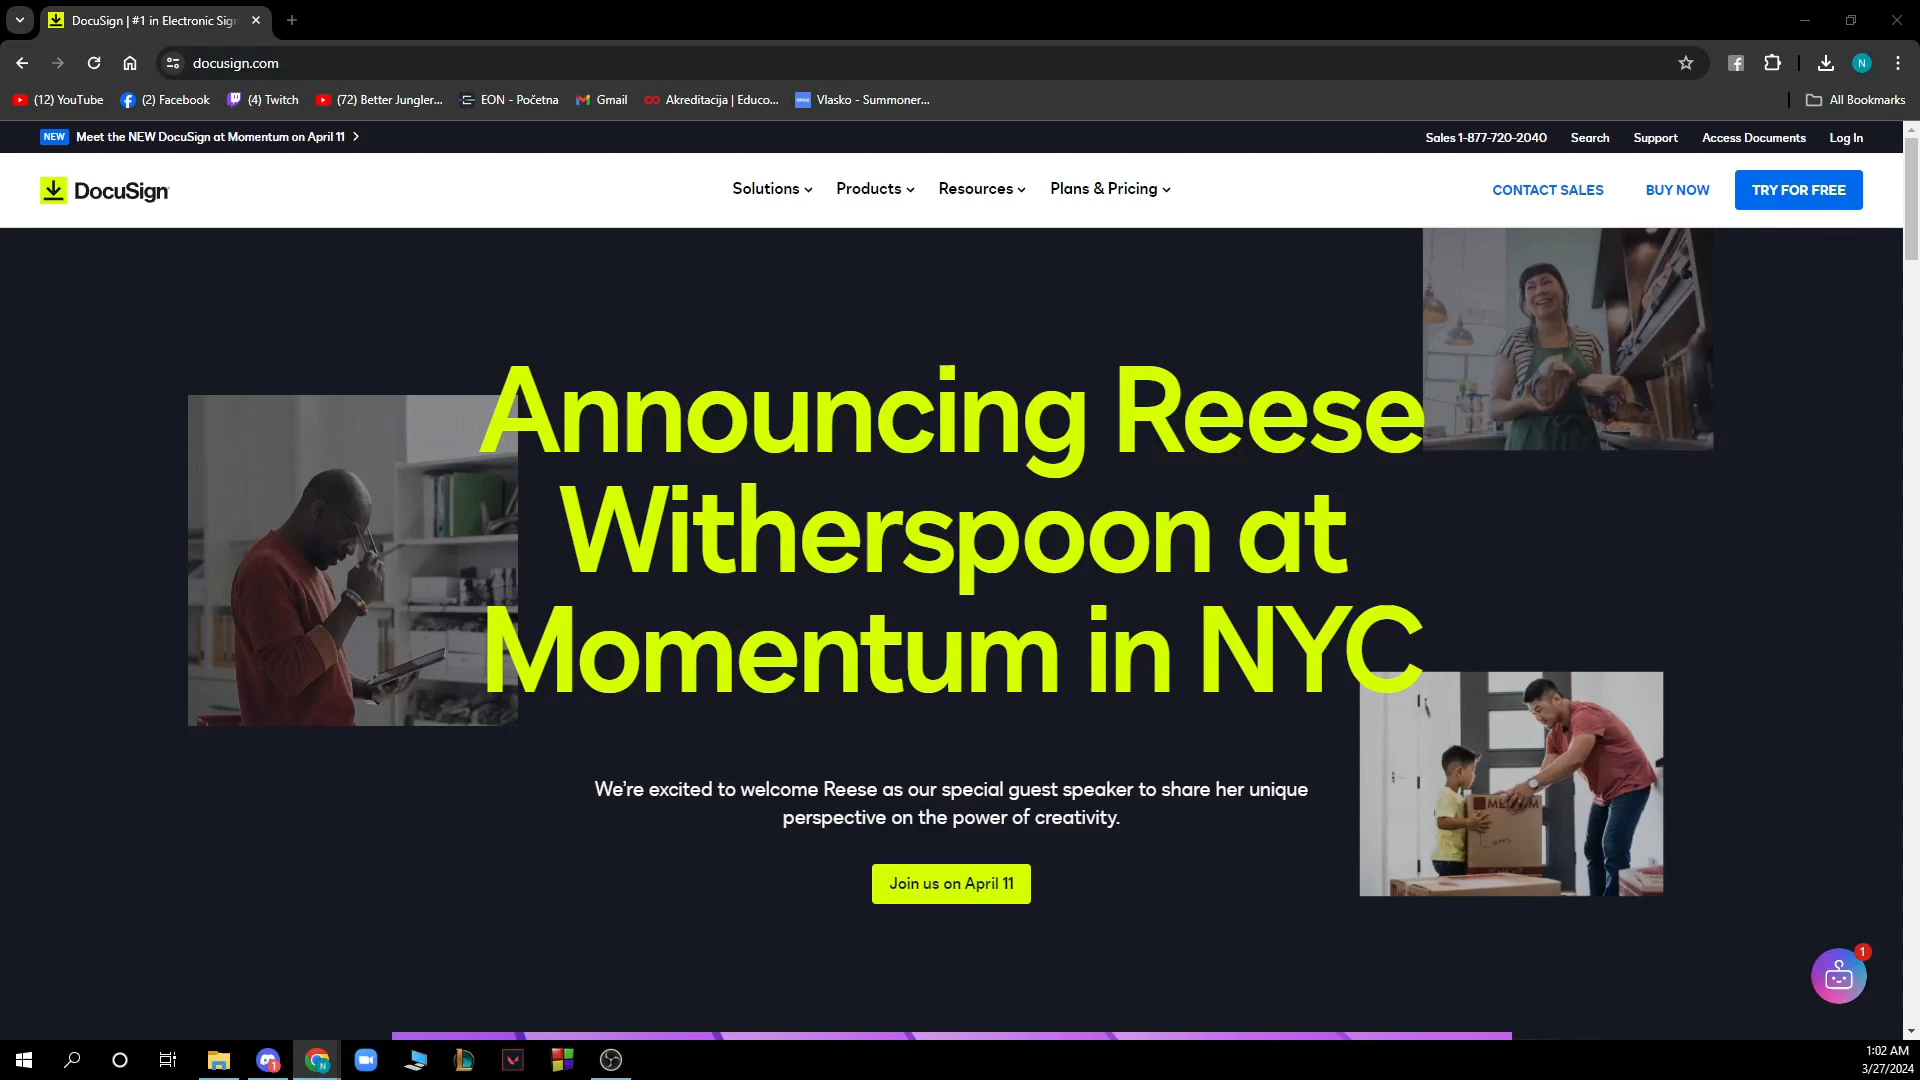 DocuSign | #1 in Electronic Sig
docusign.com
N
(12) YouTube
(2) Facebook
(4) Twitch
(72) Better Jungler...
EON - Početna
Gmail
Akreditacija | Educo...
Vlasko - Summoner...
All Bookmarks
NEW Meet the NEW DocuSign at Momentum on April 11
Sales 1-877-720-2040
Search
Support
Access Documents
Log In
DocuSign
Solutions
Products
Resources
Plans & Pricing
CONTACT SALES
BUY NOW
TRY FOR FREE
Announcing Reese
Witherspoon at
Momentum in NYC
We're excited to welcome Reese as our special guest speaker to share her unique
perspective on the power of creativity.
Join us on April 11
1
1:02 AM
3/27/2024